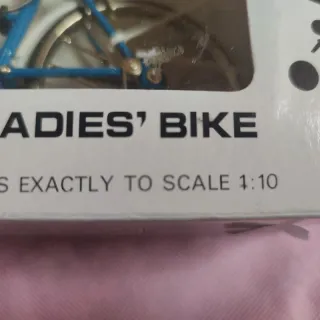 ADIES' BIKE
S EXACTLY TO SCALE 1:10